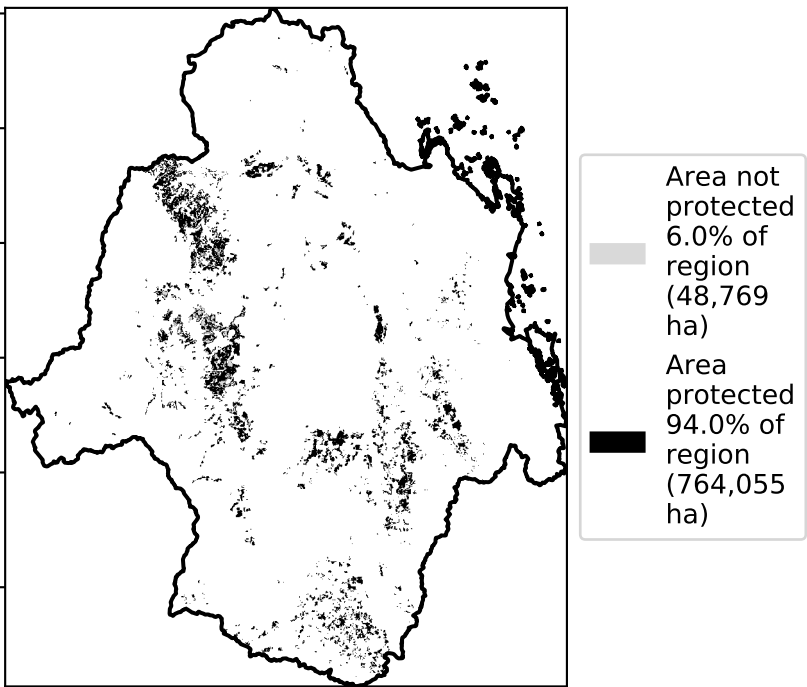 Area not
protected
6.0% of
region
(48,769
ha)
Area
protected
94.0% of
region
(764,055
ha)